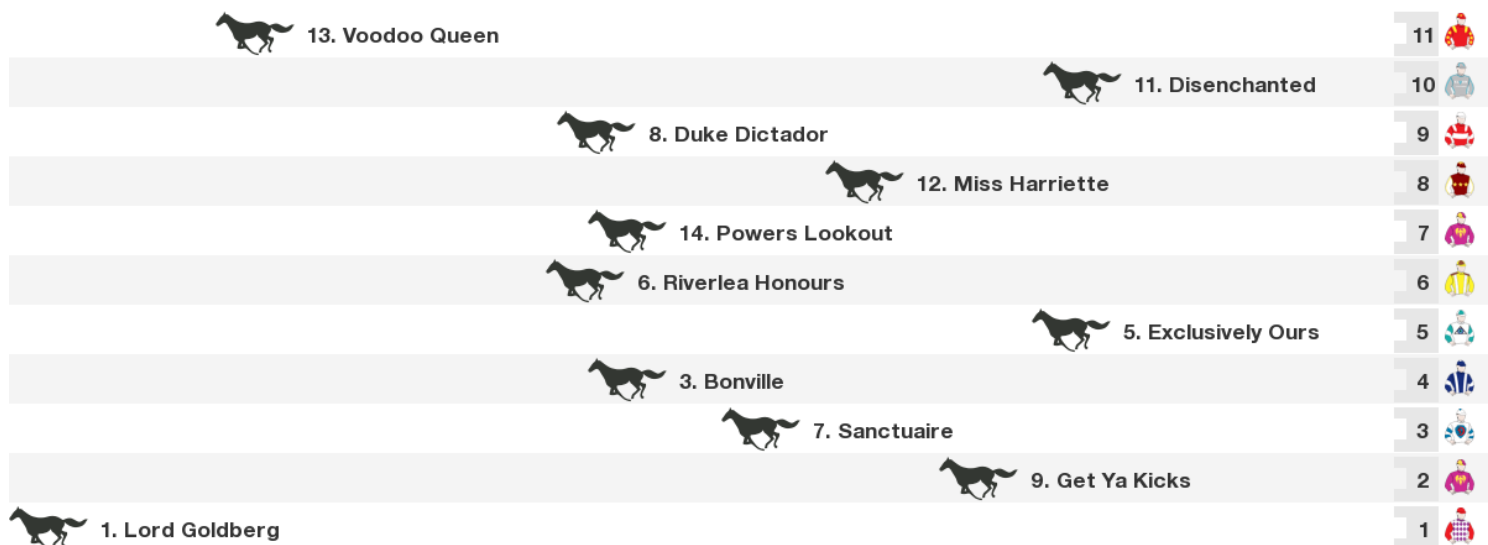 13. Voodoo Queen 11
11. Disenchanted 10
8. Duke Dictador 9
12. Miss Harriette 8
14. Powers Lookout 7
6. Riverlea Honours 6
5. Exclusively Ours 5
3. Bonville 4
7. Sanctuaire 3
9. Get Ya Kicks 2
1. Lord Goldberg 1